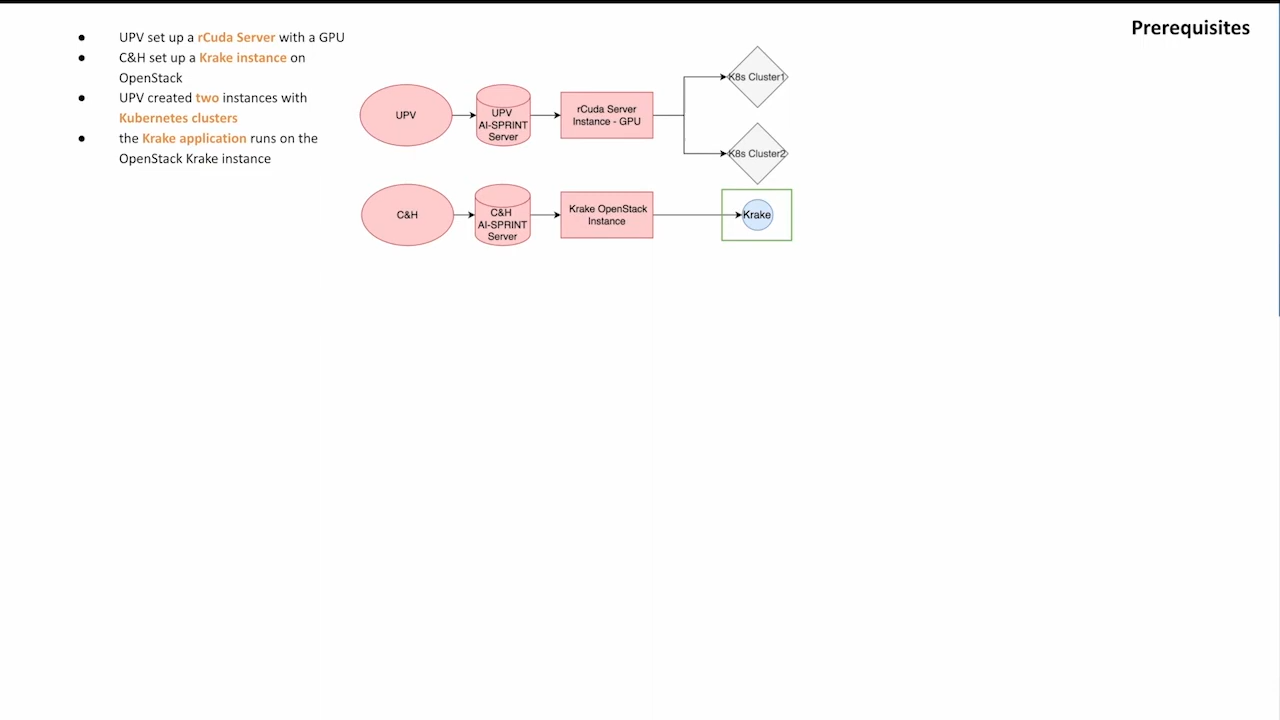 Prerequisites
● UPV set up a rCuda Server with a GPU
● C&H set up a Krake instance on
OpenStack
● UPV created two instances with
Kubernetes clusters
● the Krake application runs on the
OpenStack Krake instance
UPV
UPV
AI-SPRINT
Server
rCuda Server
Instance - GPU
K8s Cluster1
K8s Cluster2
C&H
C&H
AI-SPRINT
Server
Krake OpenStack
Instance
Krake